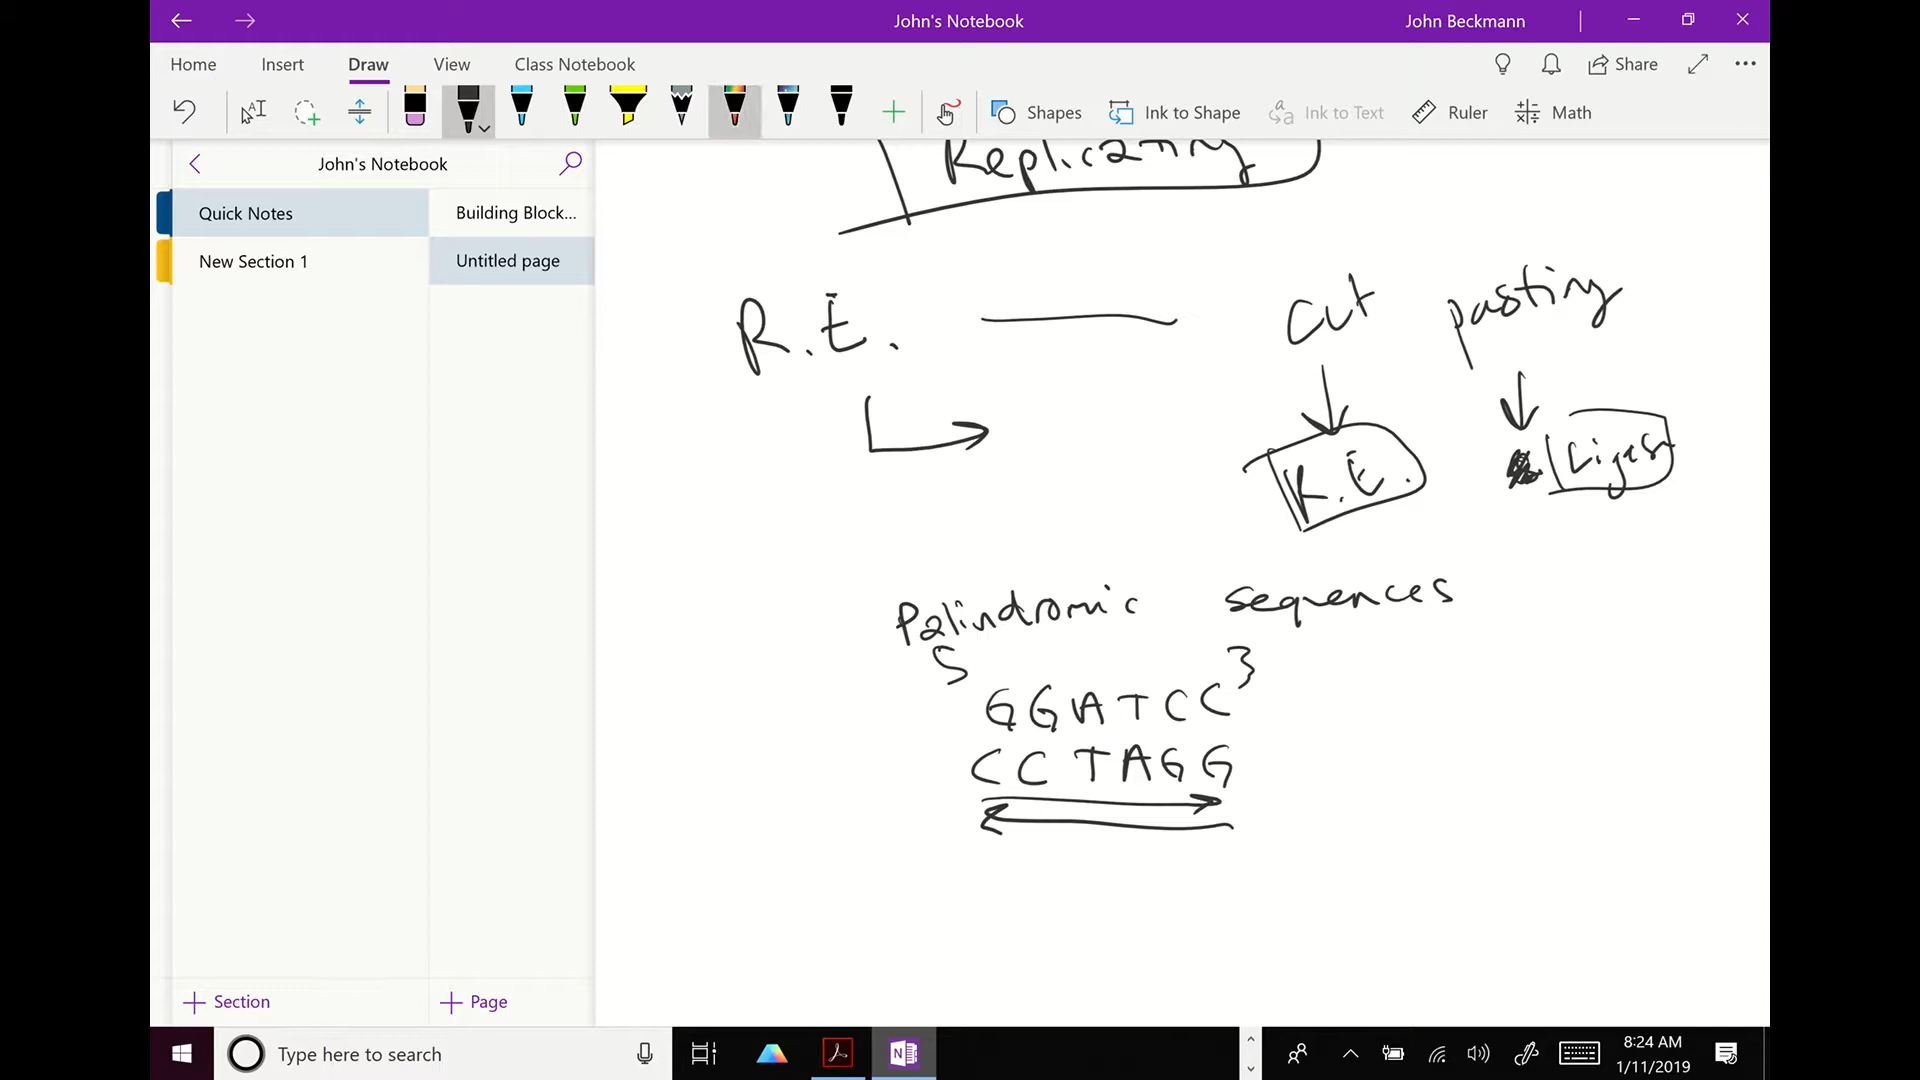 John's Notebook
John Beckmann
Home Insert Draw View Class Notebook
Share
Shapes Ink to Shape Ink to Text Ruler Math
John's Notebook
Quick Notes
New Section 1
Building Block...
Untitled page
Replicating
R.E. cut pasting
R.E.
Palindromic sequences
5 3
GGATCC
CCTAGG
Section
Page
Type here to search
8:24 AM
1/11/2019